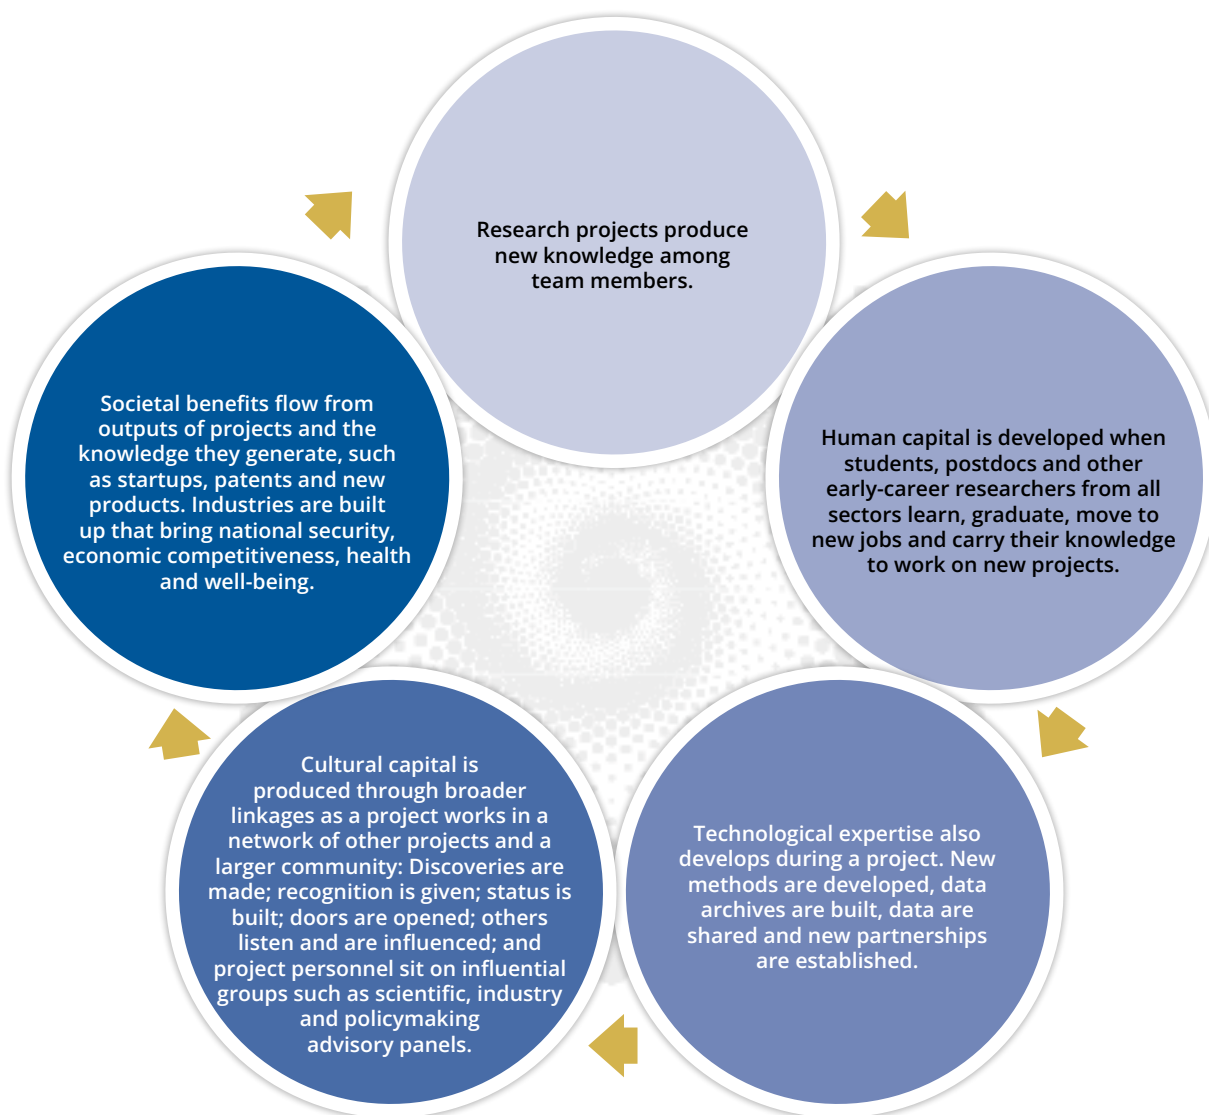 Research projects produce
new knowledge among
team members.
Human capital is developed when
students, postdocs and other
early-career researchers from all
sectors learn, graduate, move to
new jobs and carry their knowledge
to work on new projects.
Technological expertise also
develops during a project. New
methods are developed, data
archives are built, data are
shared and new partnerships
are established.
Cultural capital is
produced through broader
linkages as a project works in a
network of other projects and a
larger community: Discoveries are
made; recognition is given; status is
built; doors are opened; others
listen and are influenced; and
project personnel sit on influential
groups such as scientific, industry
and policymaking
advisory panels.
Societal benefits flow from
outputs of projects and the
knowledge they generate, such
as startups, patents and new
products. Industries are built
up that bring national security,
economic competitiveness, health
and well-being.